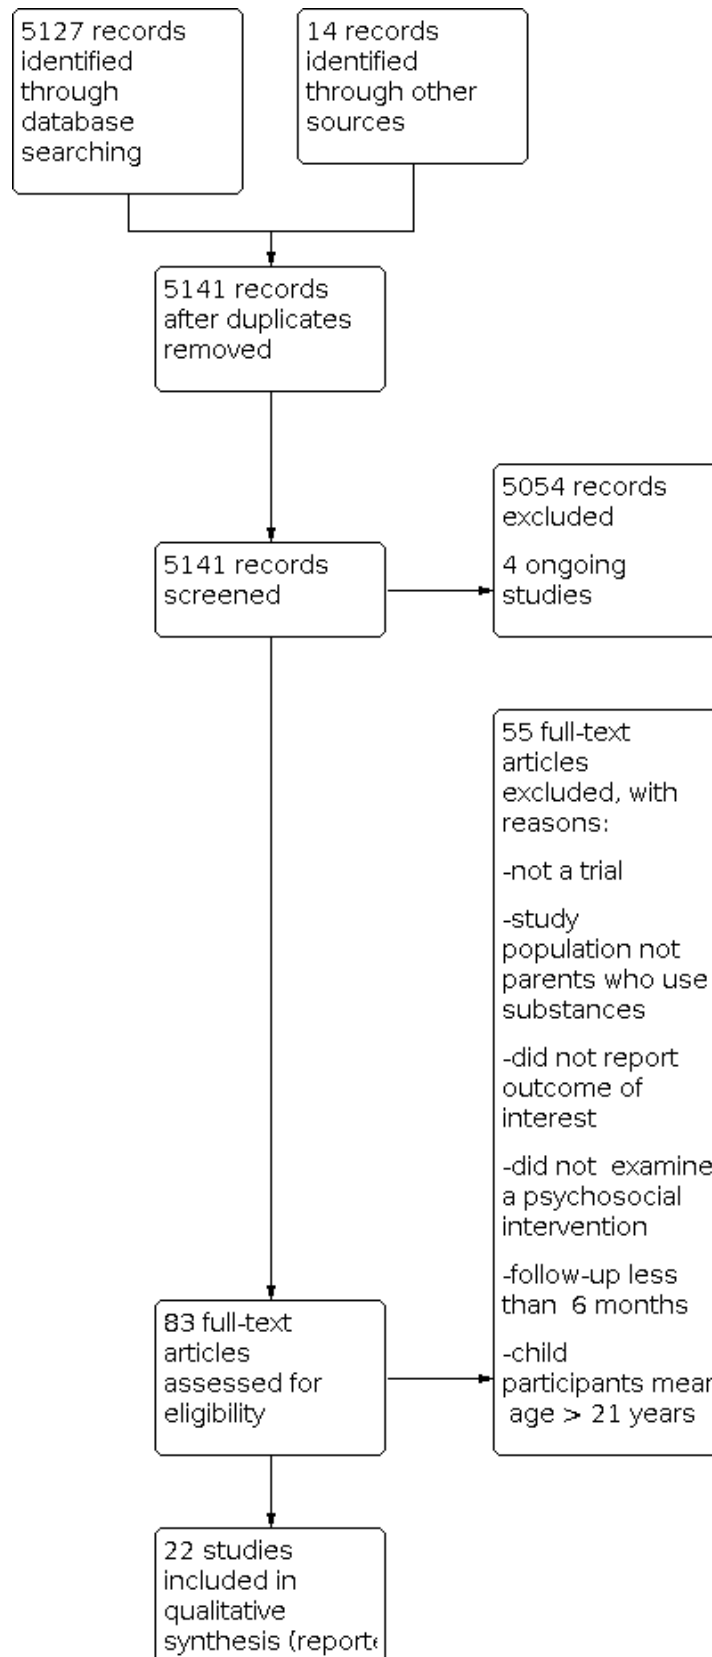 5127 records
identified
through
database
searching
14 records
identified
through other
sources
5141 records
after duplicates
removed
5054 records
excluded
4 ongoing
studies
5141 records
screened
55 full-text
articles
excluded, with
reasons:
-not a trial
-study
population not
parents who use
substances
-did not report
outcome of
interest
-did not examine
a psychosocial
intervention
-follow-up less
than 6 months
-child
participants
age > 21 years
83 full-text
articles
assessed for
eligibility
22 studies
included in
qualitative
synthesis